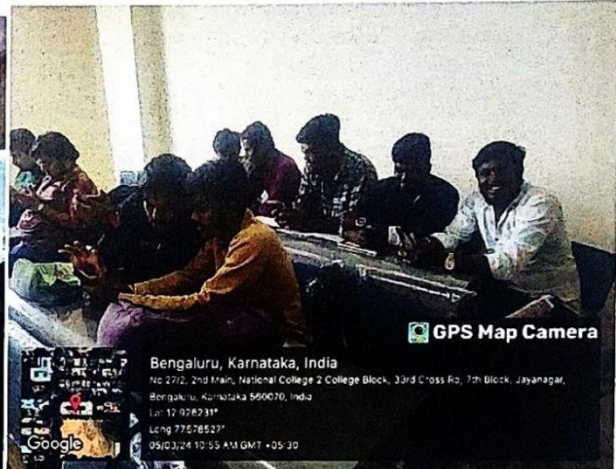 GPS Map Camera
Bengaluru, Karnataka, India
No 27/2, 2nd Main, National College 2 College Block, 33rd Cross Rd, 7th Block, Jayanagar,
Bengaluru, Karnataka 560070, India
Lat 12.926231°
Long 77.578527°
05/03/24 10:55 AM GMT +05:30
Google